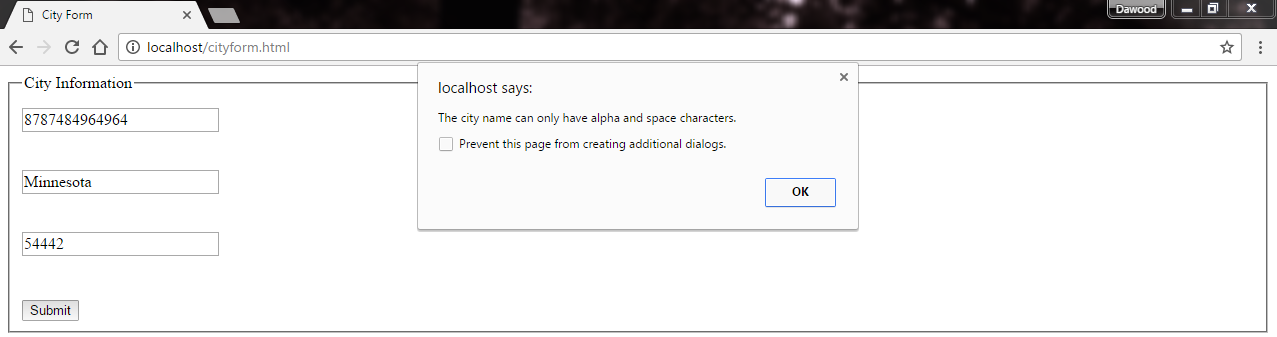 City Form
Dawood
localhost/cityform.html
City Information
8787484964964
Minnesota
54442
Submit
localhost says:
The city name can only have alpha and space characters.
Prevent this page from creating additional dialogs.
OK